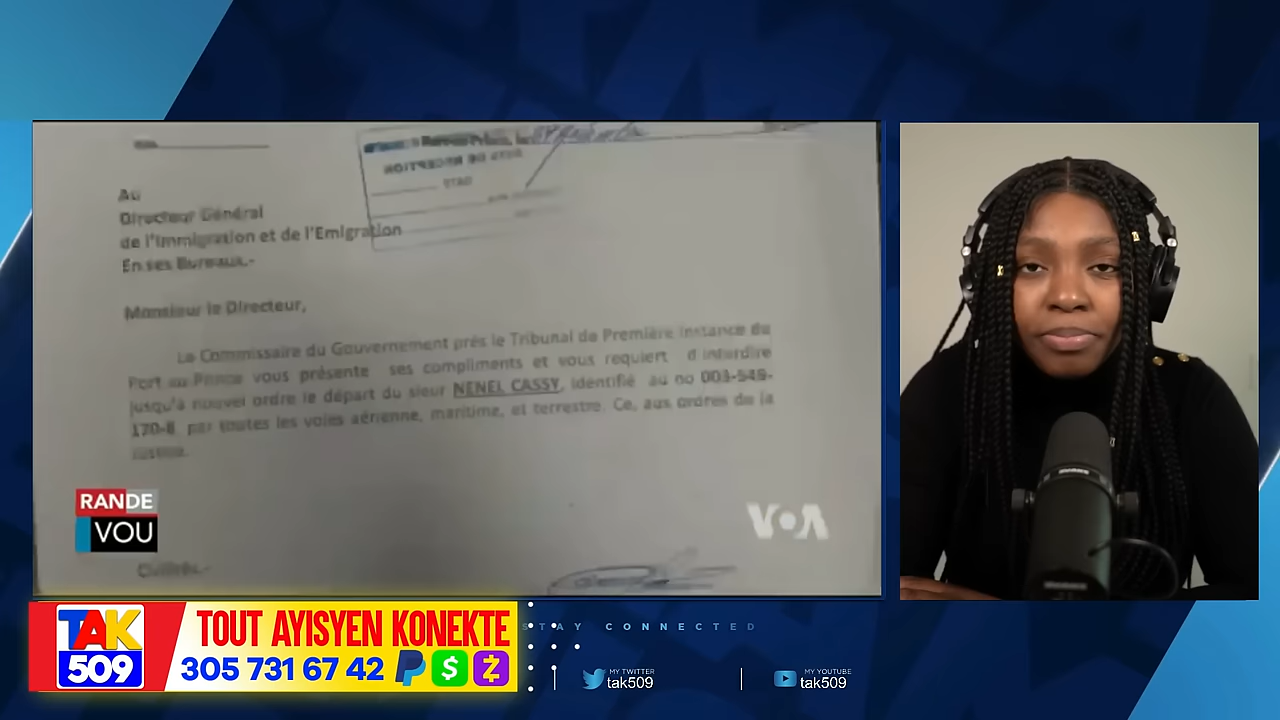 Au
Directeur Général
de l'Immigration et de l'Emigration
En ses Bureaux.-
Monsieur le Directeur,
Le Commissaire du Gouvernement près le Tribunal de Première Instance de
Port au Prince vous présente ses compliments et vous requiert d'interdire
jusqu'à nouvel ordre le départ du sieur NENEL CASSY, identifié au no 003-549-
170-8 par toutes les voies aérienne, maritime, et terrestre. Ce, aux ordres de la
Justice.
RANDE
VOU
VOA
TAK
509
TOUT AYISYEN KONEKTE
305 731 67 42
STAY CONNECTED
MY TWITTER
tak509
MY YOUTUBE
tak509